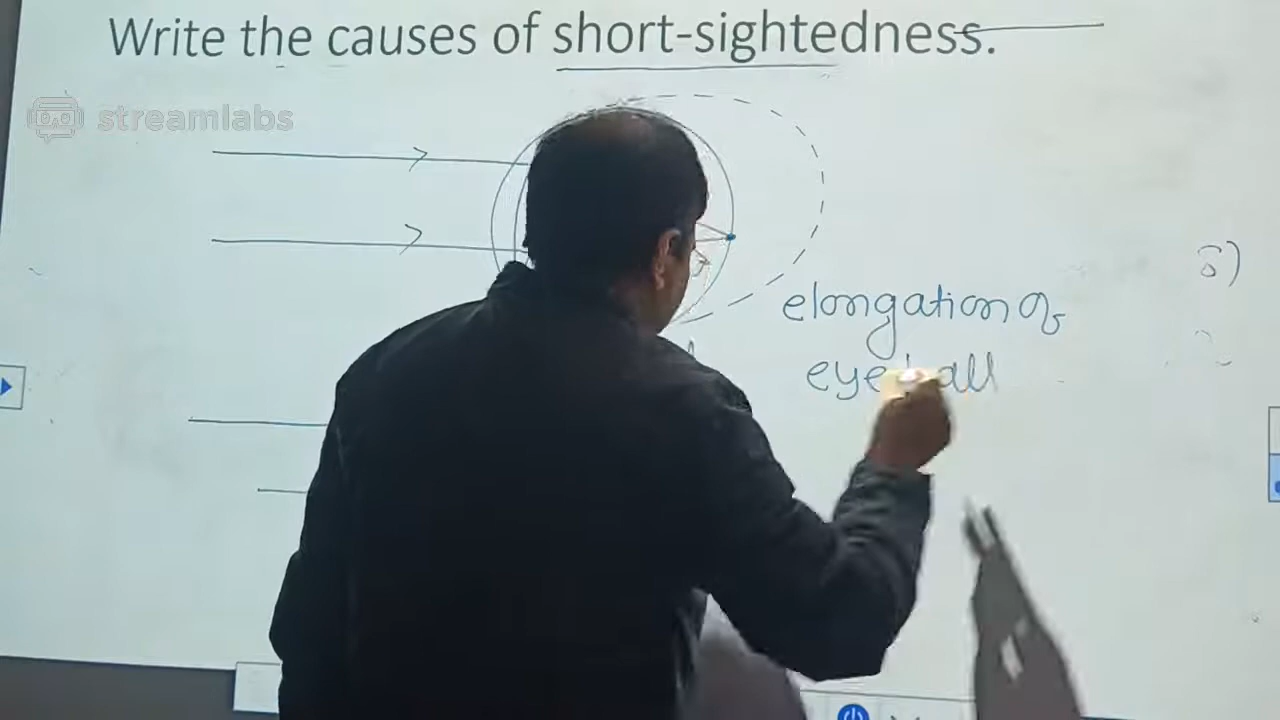 Write the causes of short-sightedness.
streamlabs
elongation of
eyeball